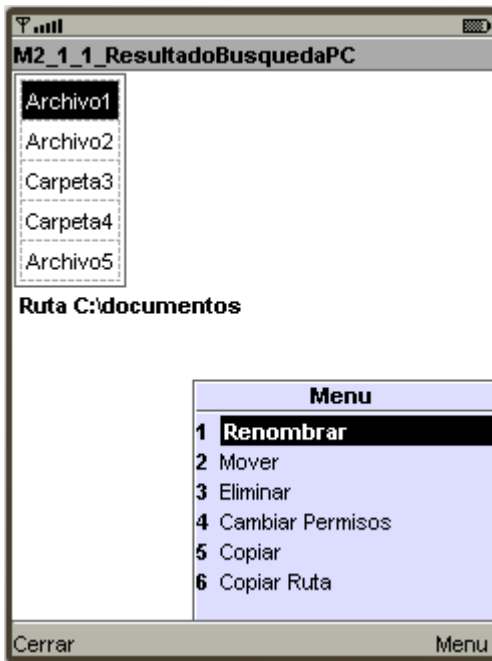 M2_1_1_ResultadoBusquedaPC
Archivo1
Archivo2
Carpeta3
Carpeta4
Archivo5
Ruta C:\documentos
Menu
1 Renombrar
2 Mover
3 Eliminar
4 Cambiar Permisos
5 Copiar
6 Copiar Ruta
Cerrar Menu